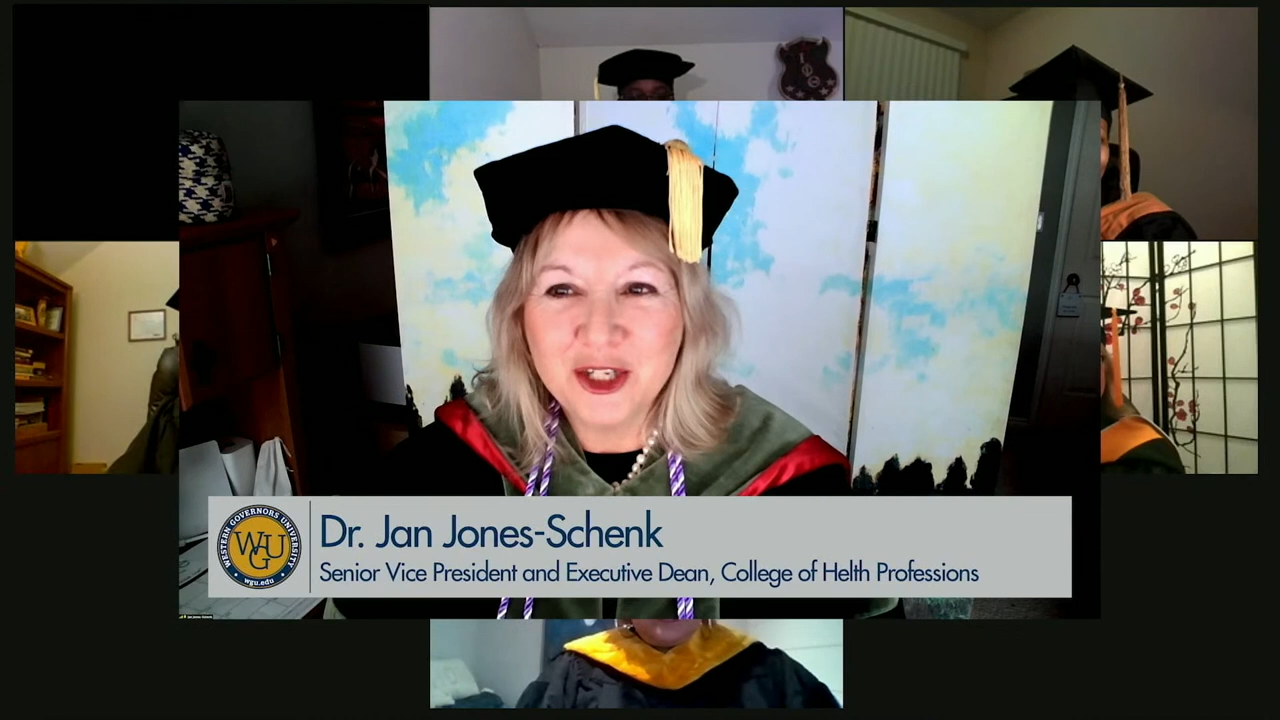 WESTERN GOVERNORS UNIVERSITY
WGU
wgu.edu
Dr. Jan Jones-Schenk
Senior Vice President and Executive Dean, College of Helth Professions